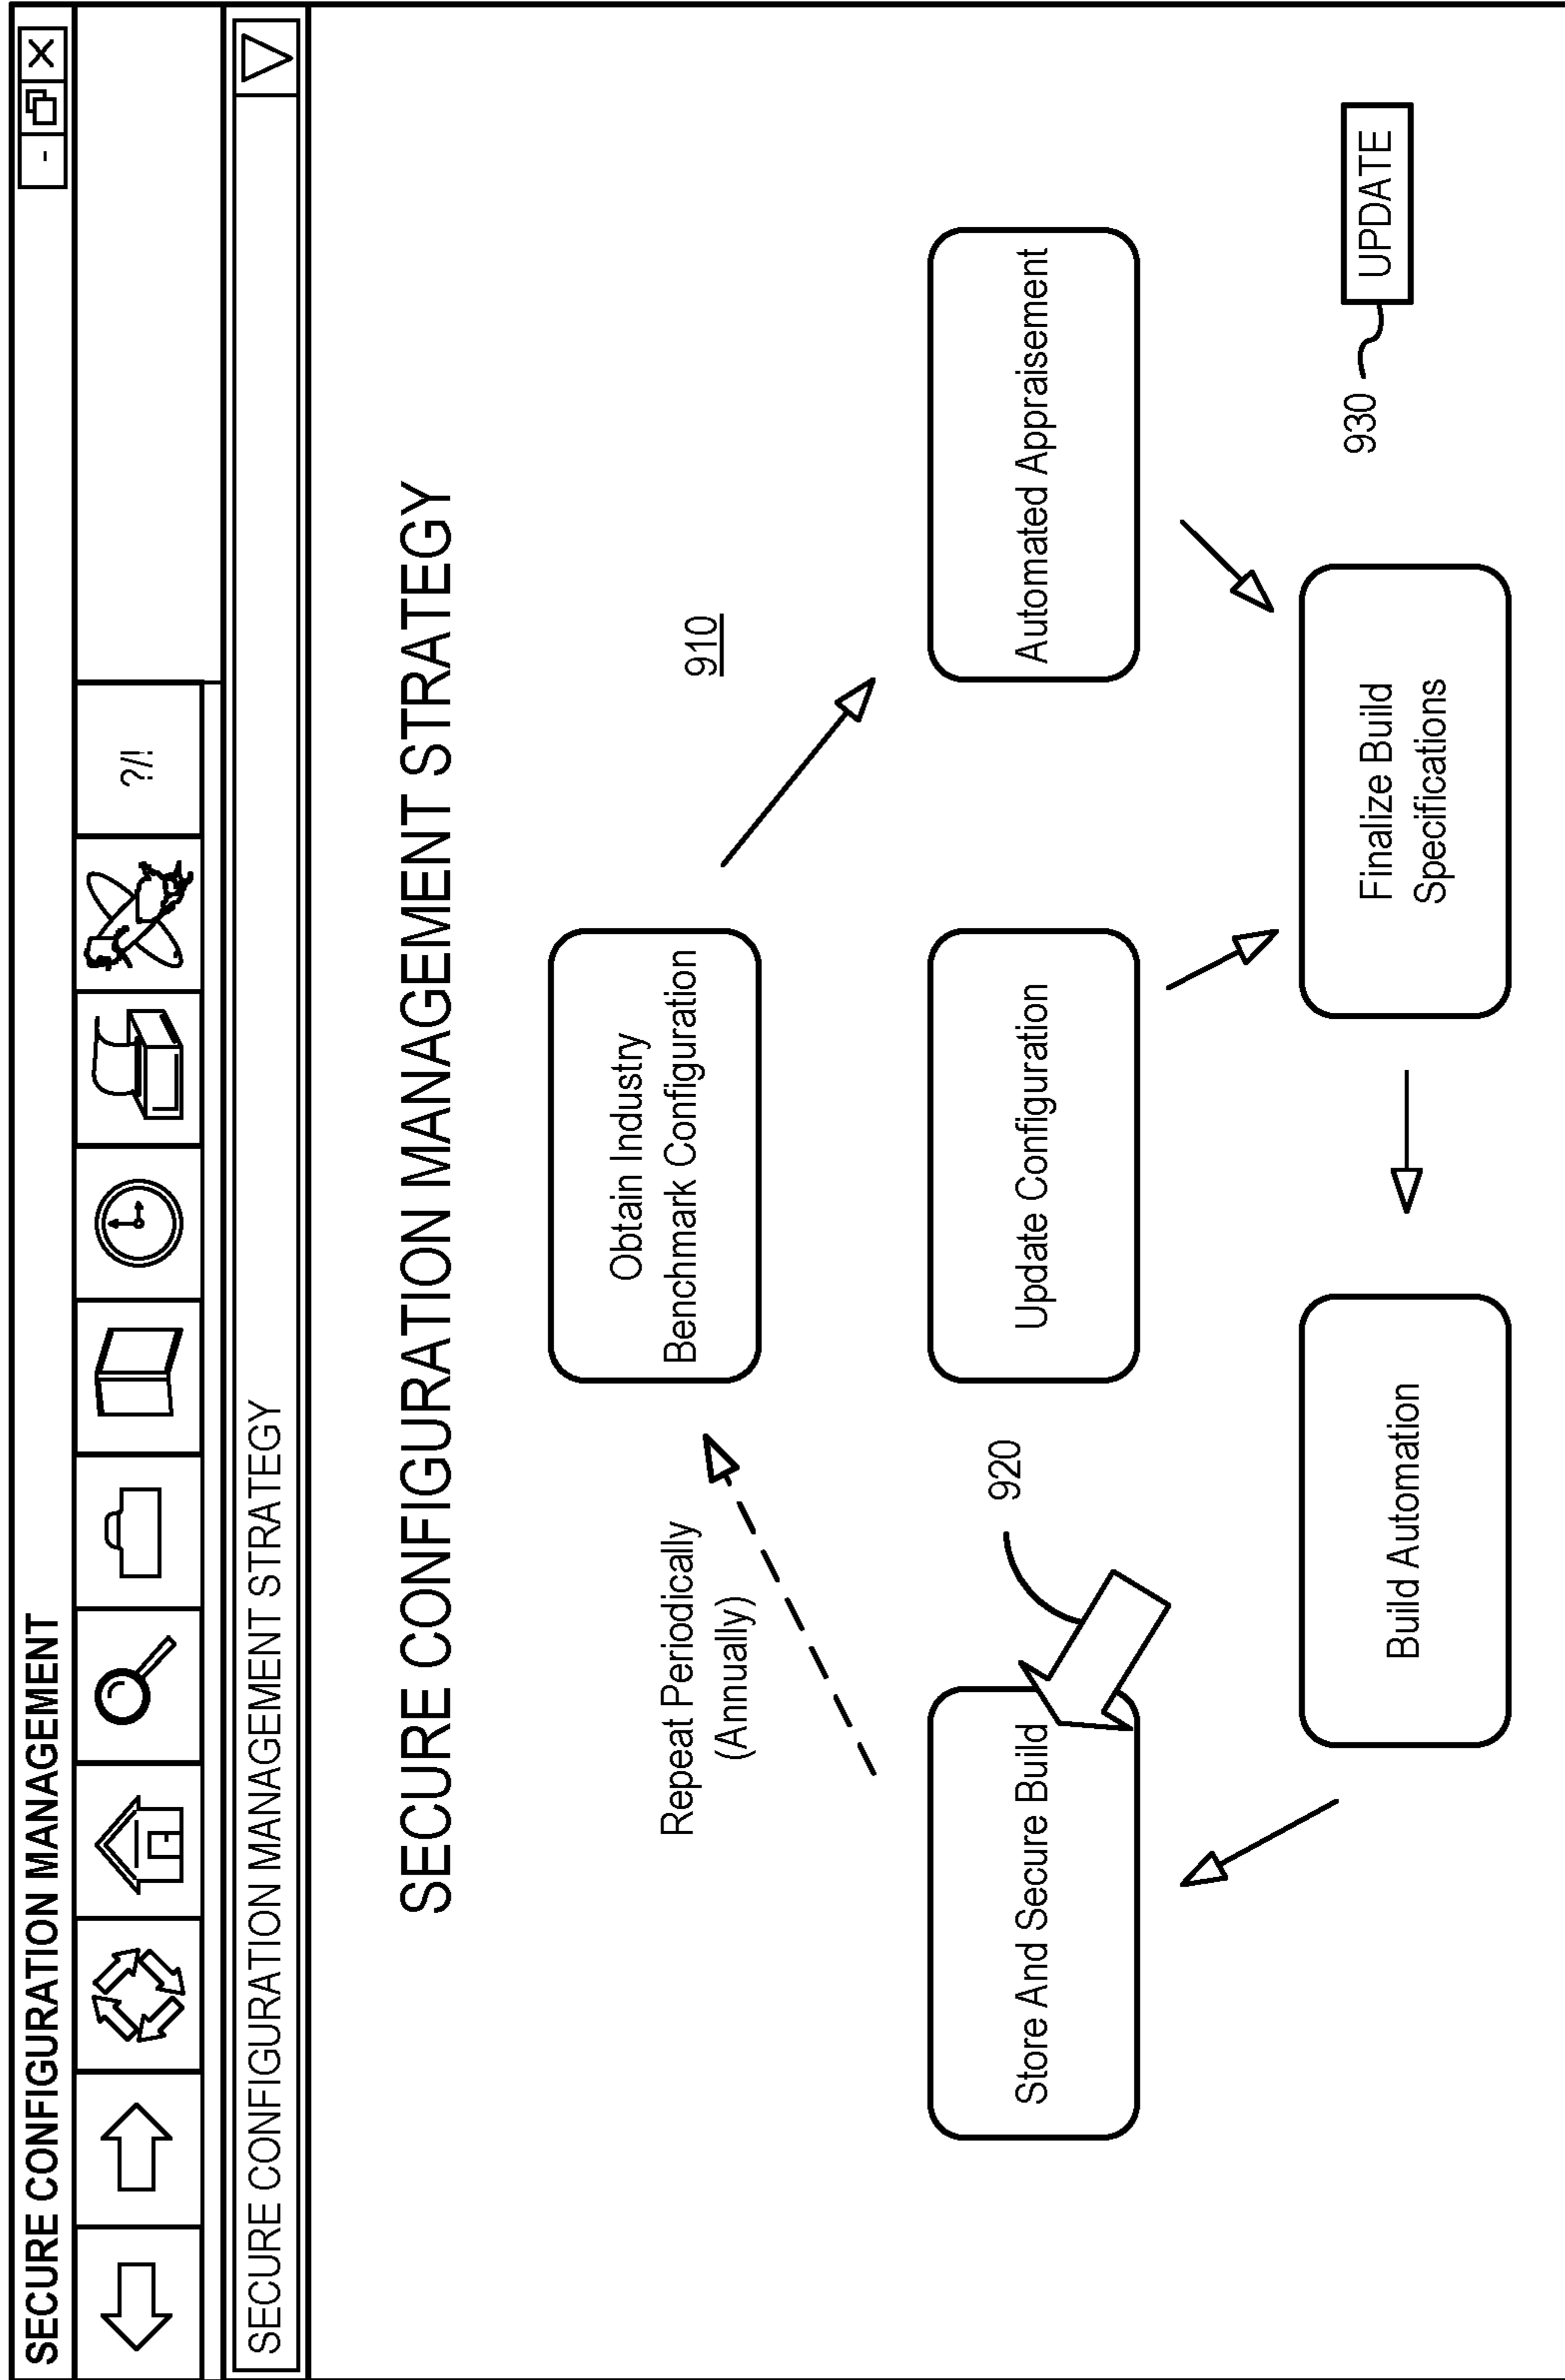 SECURE CONFIGURATION MANAGEMENT
- X
?/!
SECURE CONFIGURATION MANAGEMENT STRATEGY
SECURE CONFIGURATION MANAGEMENT STRATEGY
Obtain Industry
Benchmark Configuration
910
Repeat Periodically
(Annually)
Store And Secure Build
920
Update Configuration
Automated Appraisement
Build Automation
Finalize Build
Specifications
930
UPDATE